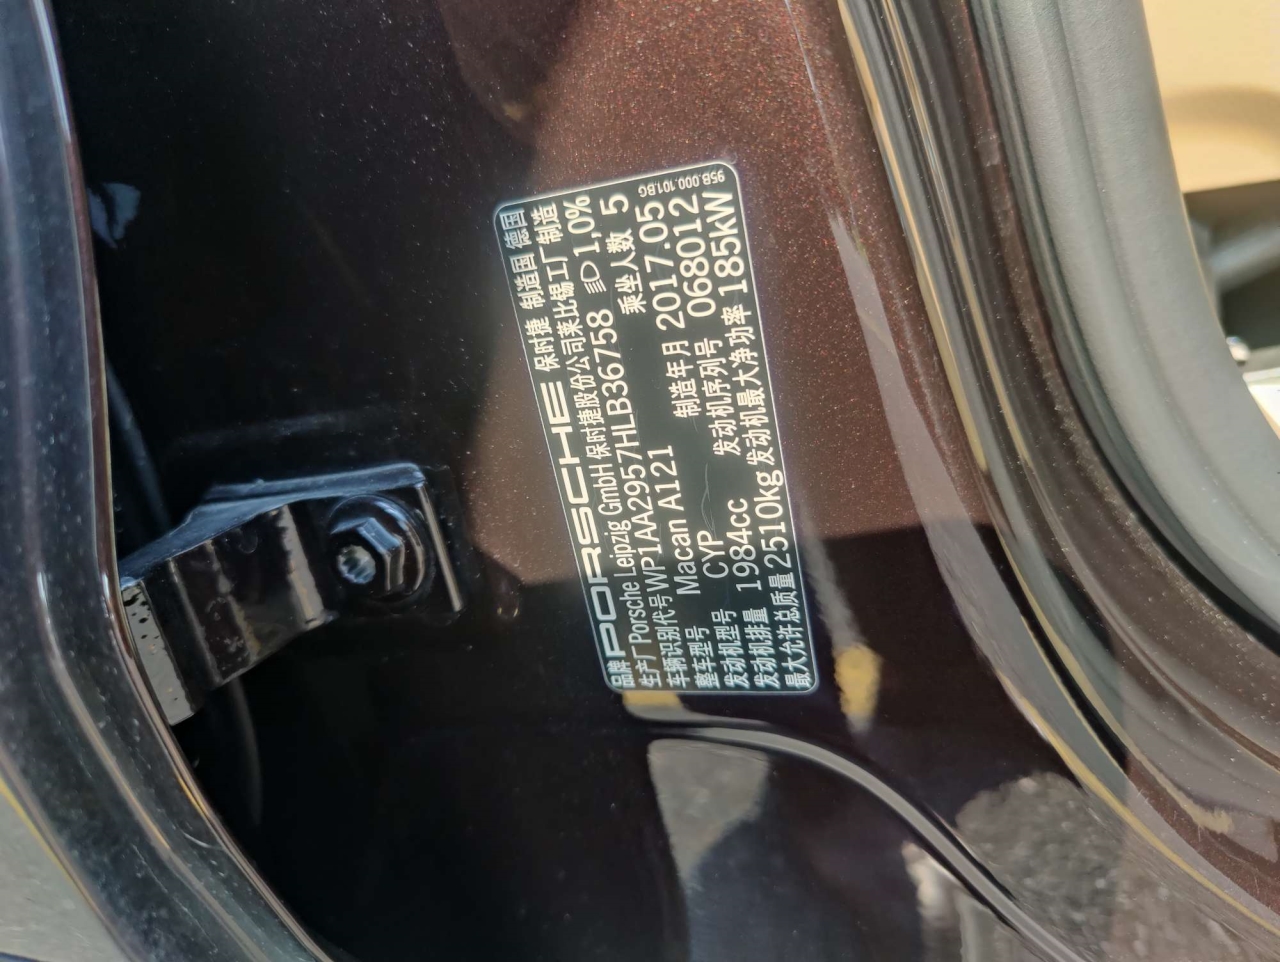 品牌 PORSCHE 保时捷 制造国 德国
生产厂 Porsche Leipzig GmbH 保时捷股份公司莱比锡工厂制造
车辆识别代号 WP1AA2957HLB36758 1,0%
整车型号 Macan A121 乘坐人数 5
发动机型号 CYP 制造年月 2017.05
发动机排量 1984cc 发动机序列号 068012
最大允许总质量 2510kg 发动机最大净功率 185kW
95B.000.101.BG